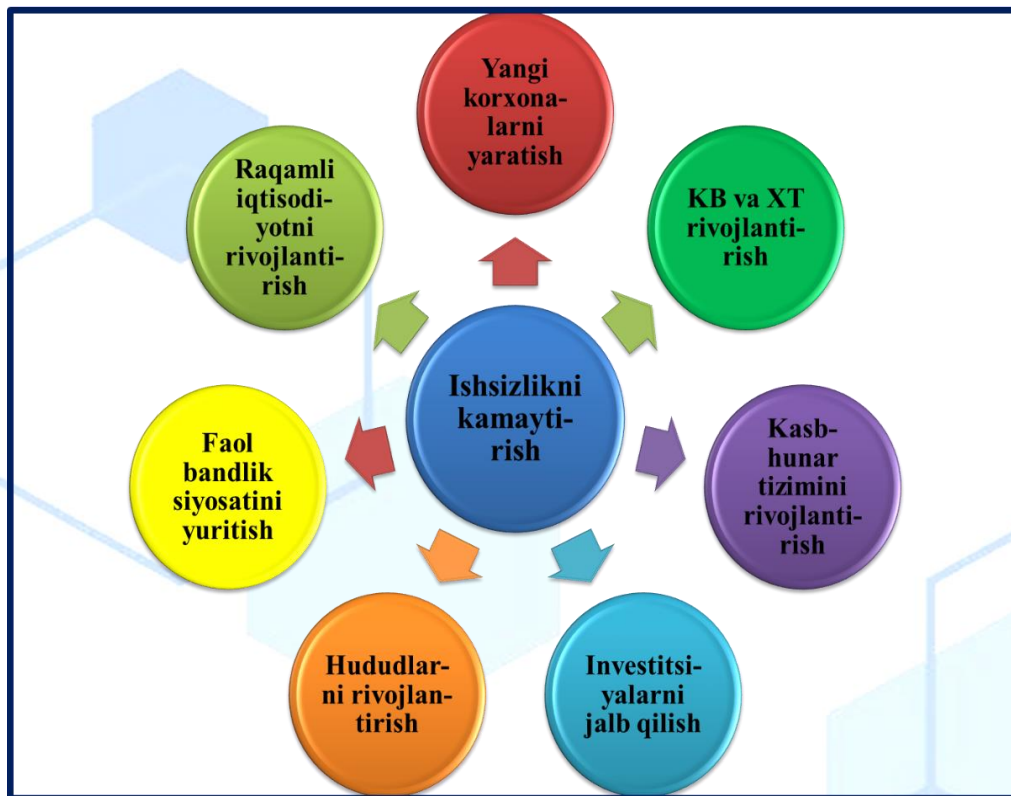 Yangi
korxona-
larni
yaratish
KB va XT
rivojlanti-
rish
Kasb-
hunar
tizimini
rivojlanti-
rish
Investitsi-
yalarni
jalb qilish
Hududlar-
ni rivojlan-
tirish
Faol
bandlik
siyosatini
yuritish
Raqamli
iqtisodi-
yotni
rivojlanti-
rish
Ishsizlikni
kamayti-
rish